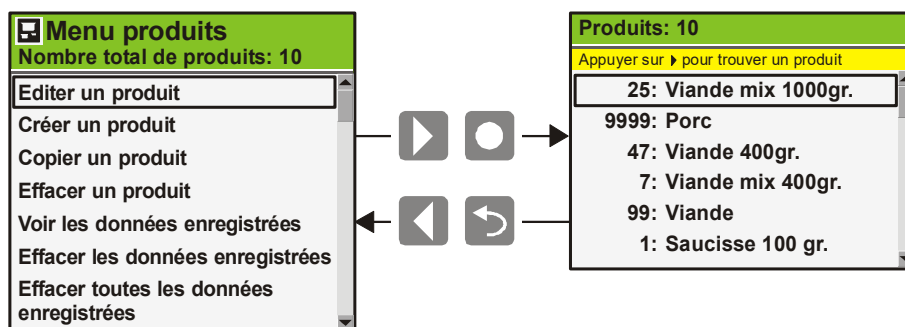 Menu produits
Nombre total de produits: 10
Editer un produit
Créer un produit
Copier un produit
Effacer un produit
Voir les données enregistrées
Effacer les données enregistrées
Effacer toutes les données
enregistrées
Produits: 10
Appuyer sur ▶ pour trouver un produit
25: Viande mix 1000gr.
9999: Porc
47: Viande 400gr.
7: Viande mix 400gr.
99: Viande
1: Saucisse 100 gr.